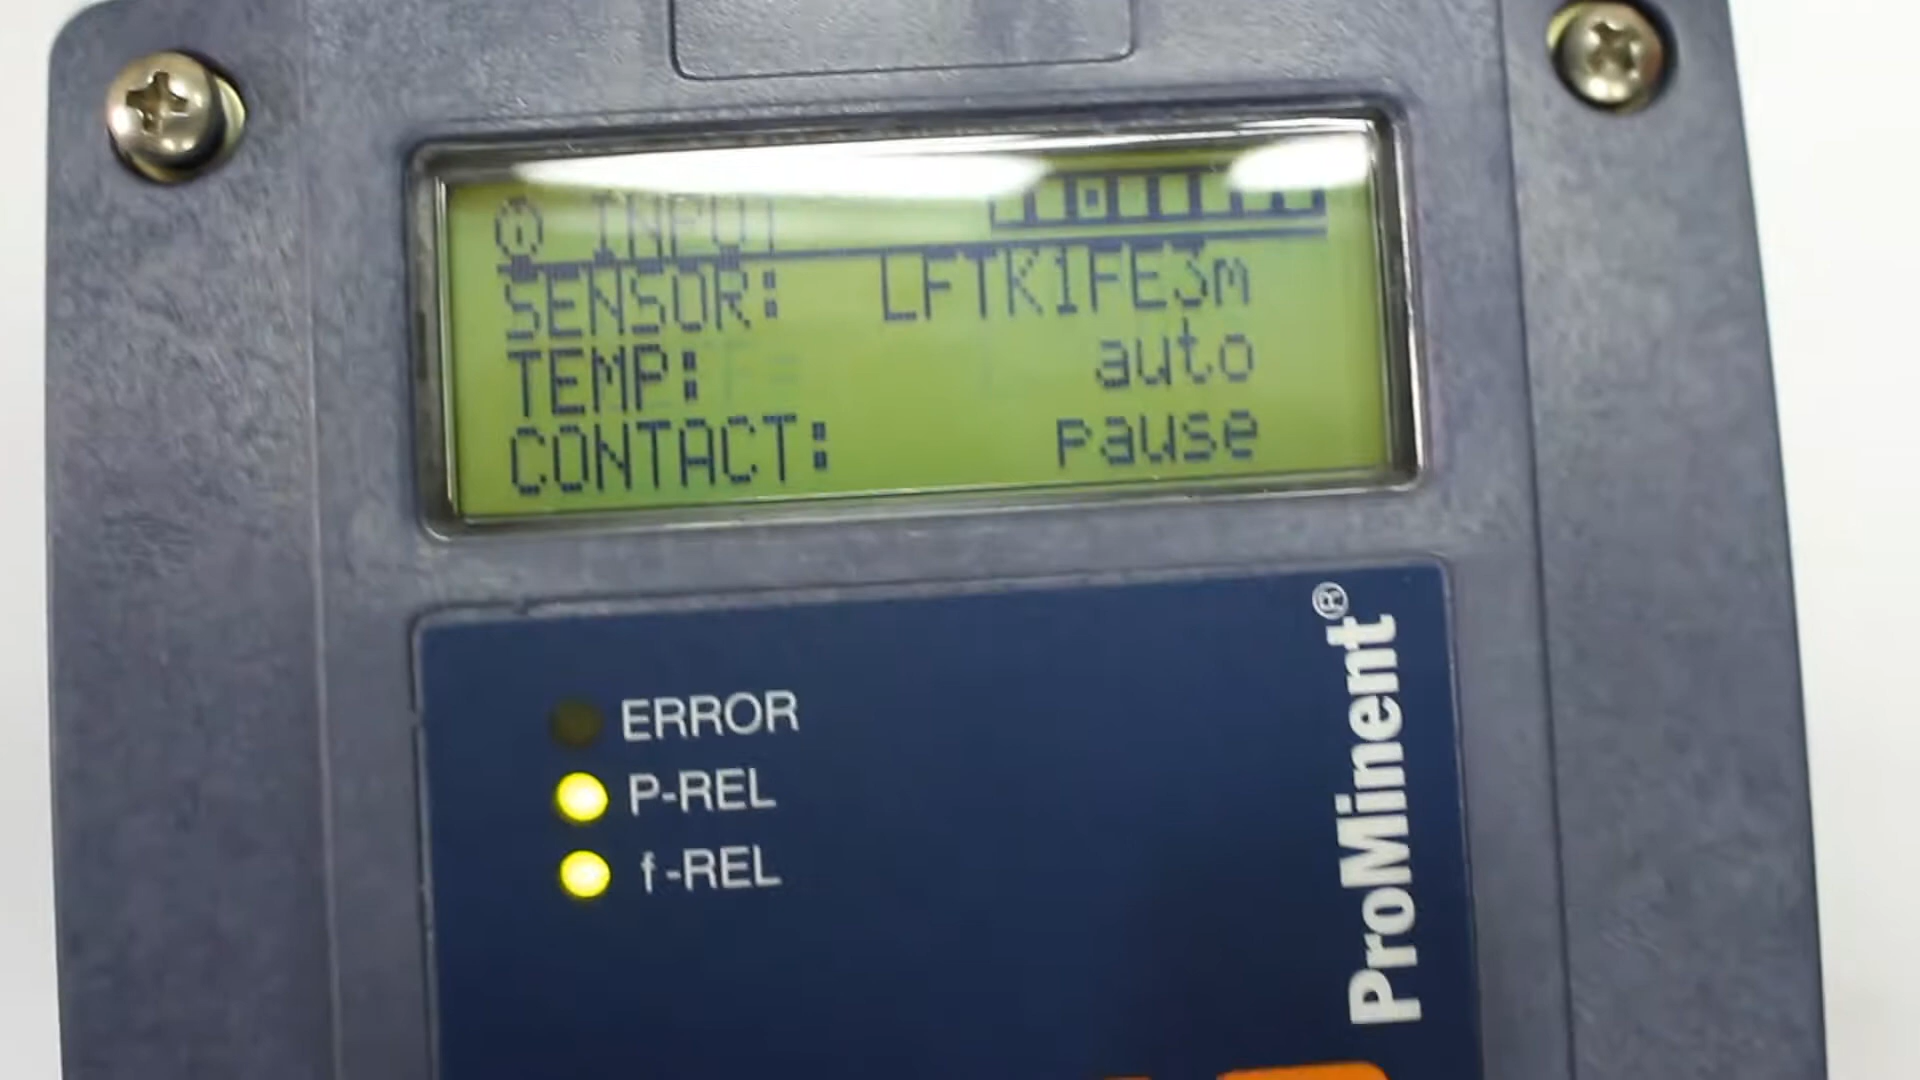 INPUT
SENSOR: LFTK1FE3m
TEMP: auto
CONTACT: pause
ERROR
P-REL
f-REL
ProMinent®